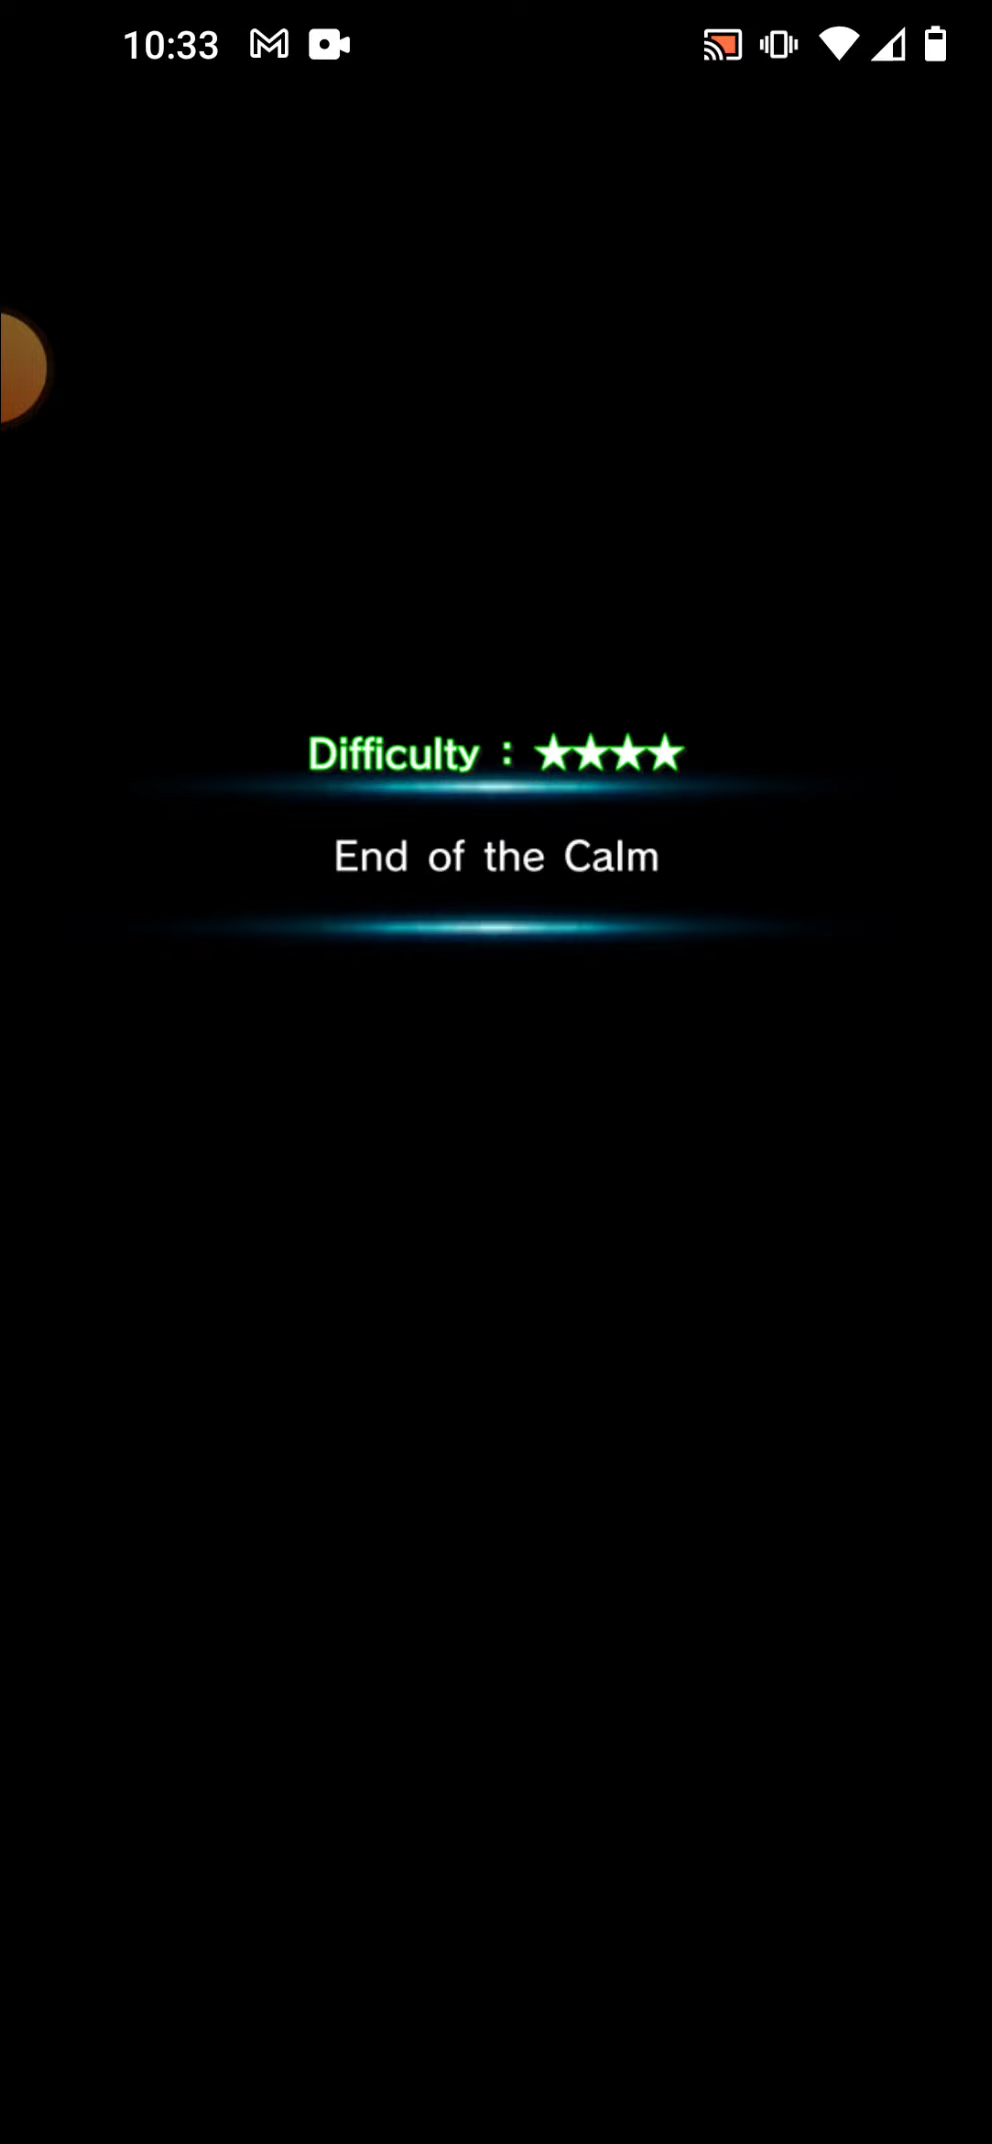 10:33
Difficulty : ★★★★
End of the Calm